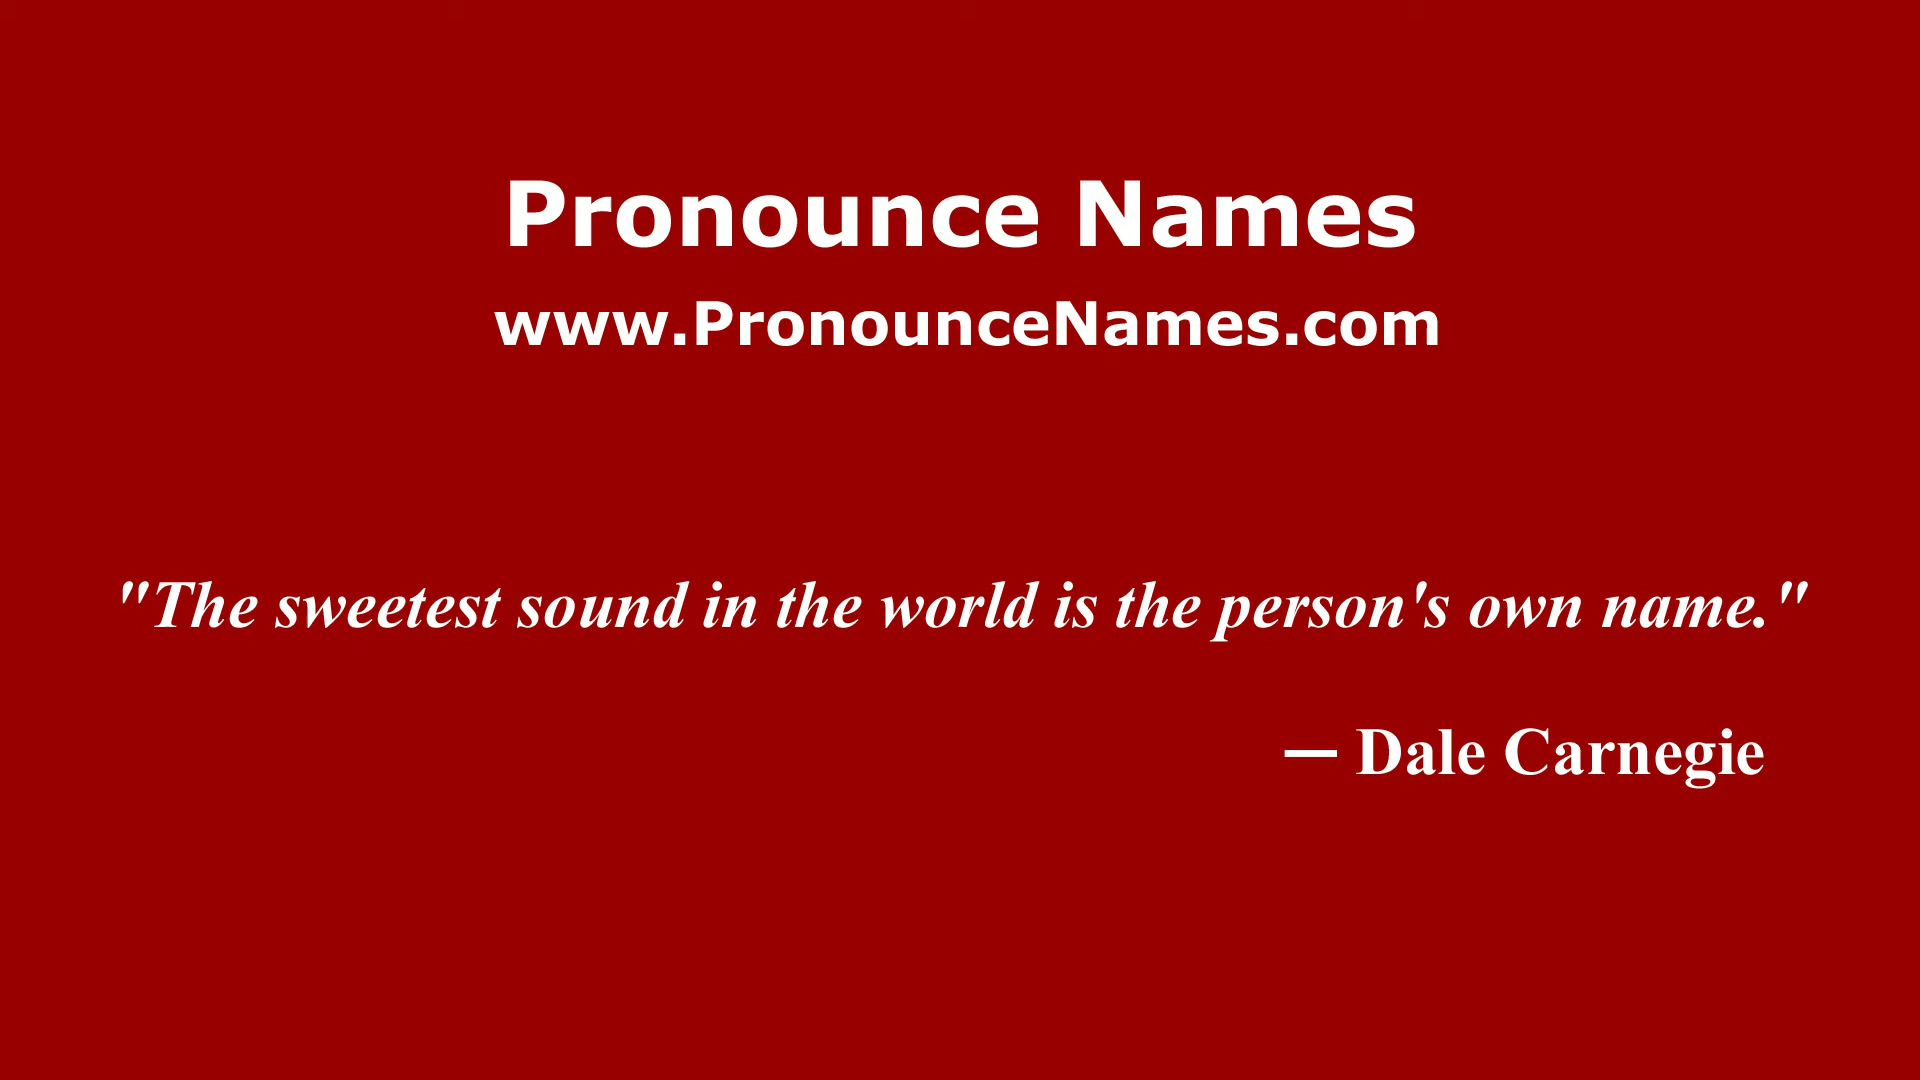 Pronounce Names
www.PronounceNames.com
"The sweetest sound in the world is the person's own name."
— Dale Carnegie